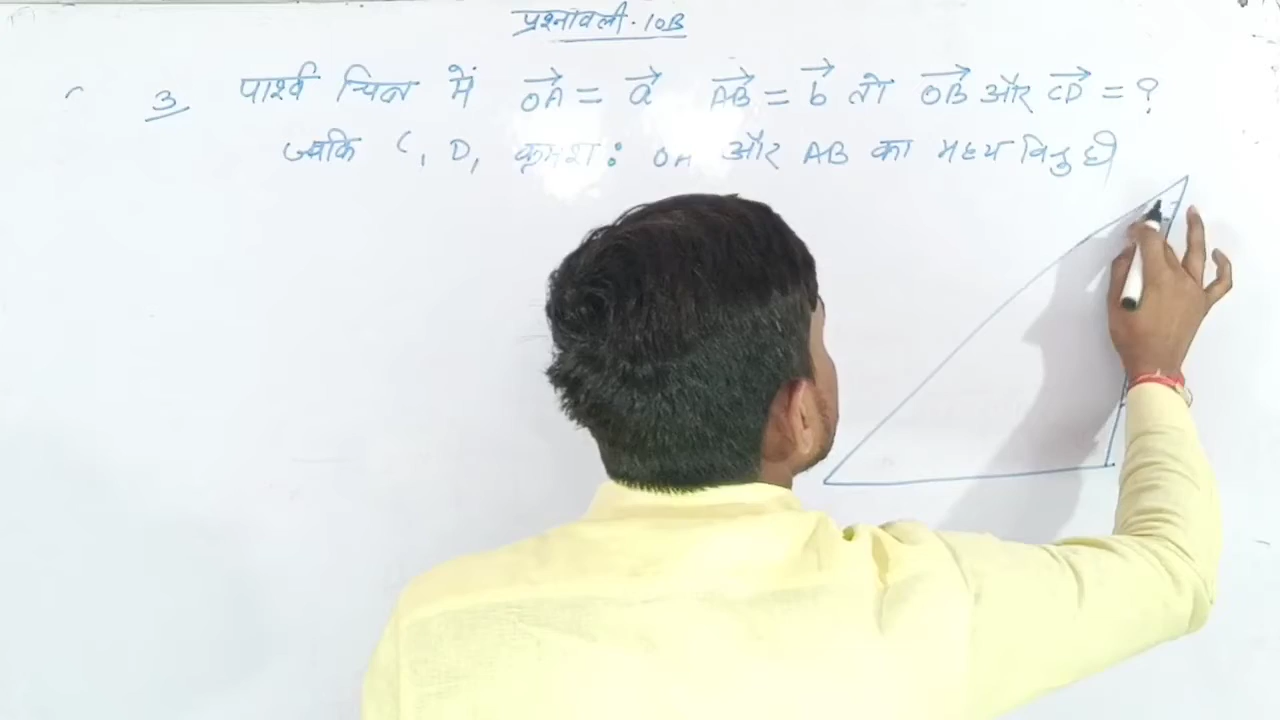 प्रश्नावली. 10B
3 पार्श्व चित्र में OA = a AB = b तो OB और CD = ?
जबकि C, D, क्रमश: OA और AB का मध्य बिन्दु हो